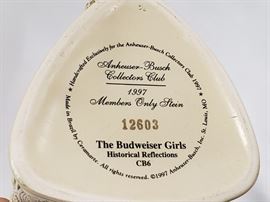 Handcrafted Exclusively for the Anheuser-Busch Collectors Club 1997
Anheuser-Busch
Collectors Club
1997
Members Only Stein
12603
The Budweiser Girls
Historical Reflections
CB6
Made in Brazil by Ceramarte. All rights reserved. ©1997 Anheuser-Busch, Inc. St. Louis, MO